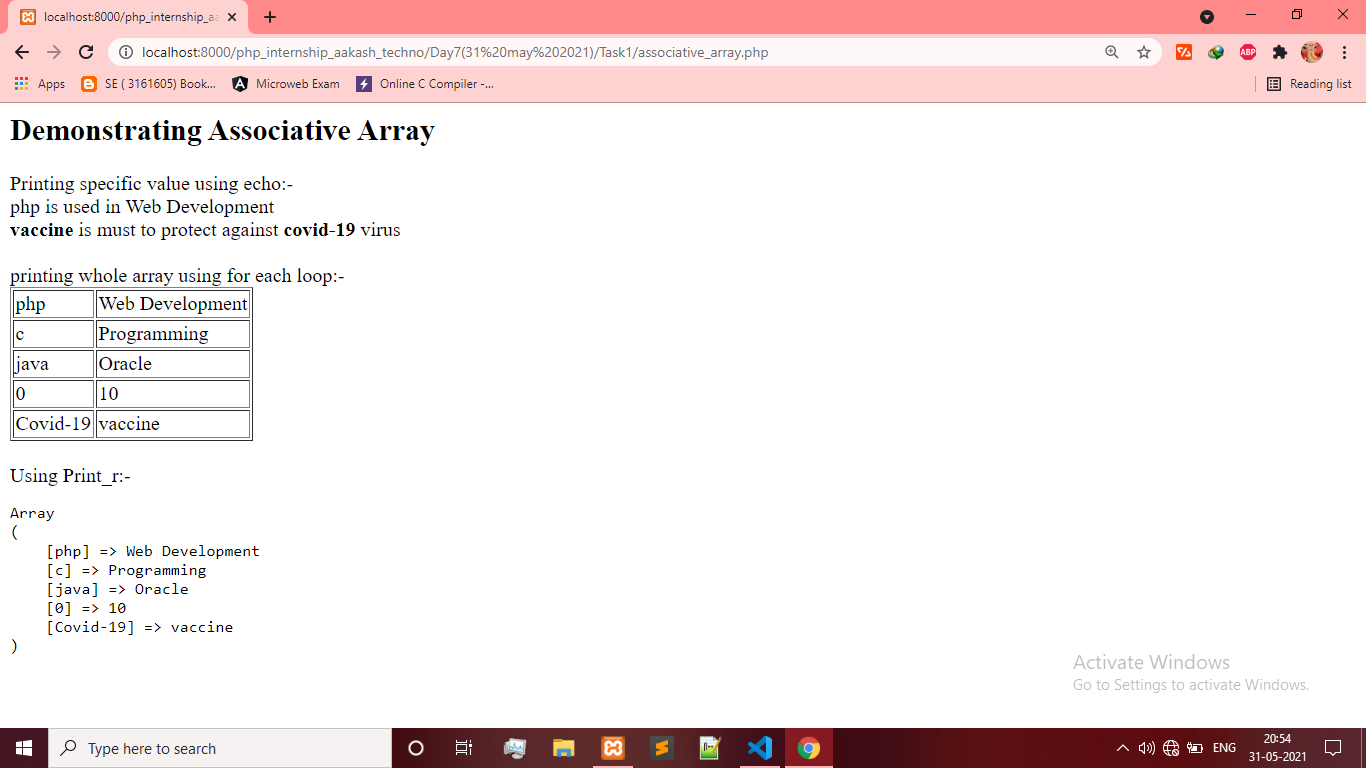 localhost:8000/php_internship_aa
localhost:8000/php_internship_aakash_techno/Day7(31%20may%202021)/Task1/associative_array.php
ABP
Apps
SE ( 3161605) Book...
Microweb Exam
Online C Compiler -...
Reading list
Demonstrating Associative Array
Printing specific value using echo:-
php is used in Web Development
vaccine is must to protect against covid-19 virus
printing whole array using for each loop:-
php Web Development
c Programming
java Oracle
0 10
Covid-19 vaccine
Using Print_r:-
Array
(
[php] => Web Development
[c] => Programming
[java] => Oracle
[0] => 10
[Covid-19] => vaccine
)
Activate Windows
Go to Settings to activate Windows.
Type here to search
ENG
20:54
31-05-2021